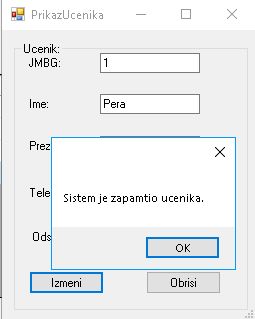 PrikazUcenika
Ucenik:
JMBG:
1
Ime:
Pera
Prez
Sistem je zapamtio ucenika.
Tele
OK
Ods
Izmeni
Obrisi